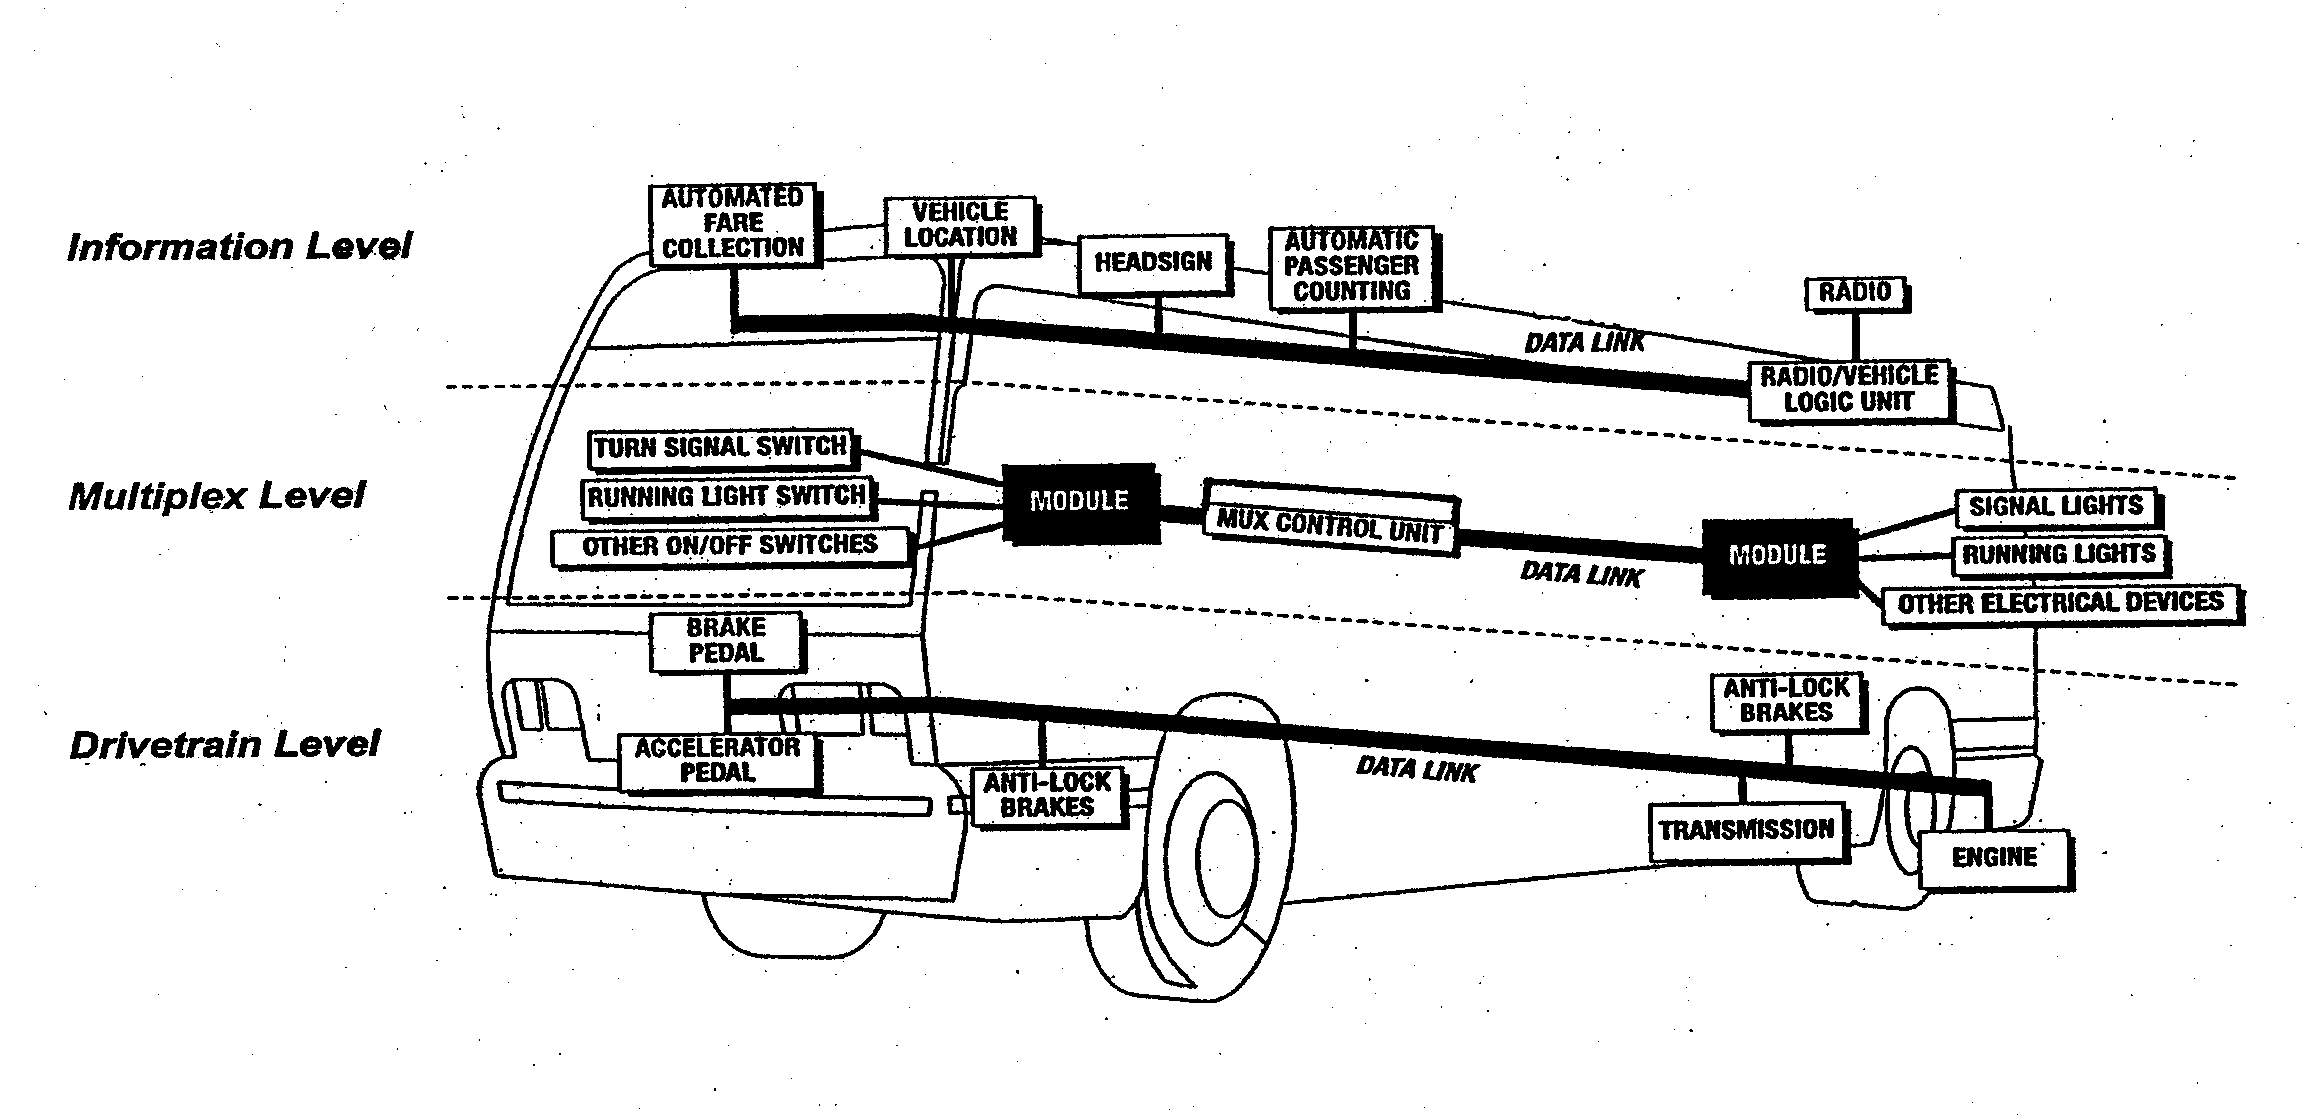 Information Level
AUTOMATED
FARE
COLLECTION
VEHICLE
LOCATION
HEADSIGN
AUTOMATIC
PASSENGER
COUNTING
DATA LINK
RADIO
RADIO/VEHICLE
LOGIC UNIT
Multiplex Level
TURN SIGNAL SWITCH
RUNNING LIGHT SWITCH
OTHER ON/OFF SWITCHES
MODULE
MUX CONTROL UNIT
DATA LINK
MODULE
SIGNAL LIGHTS
RUNNING LIGHTS
OTHER ELECTRICAL DEVICES
Drivetrain Level
BRAKE
PEDAL
ACCELERATOR
PEDAL
ANTI-LOCK
BRAKES
DATA LINK
ANTI-LOCK
BRAKES
TRANSMISSION
ENGINE